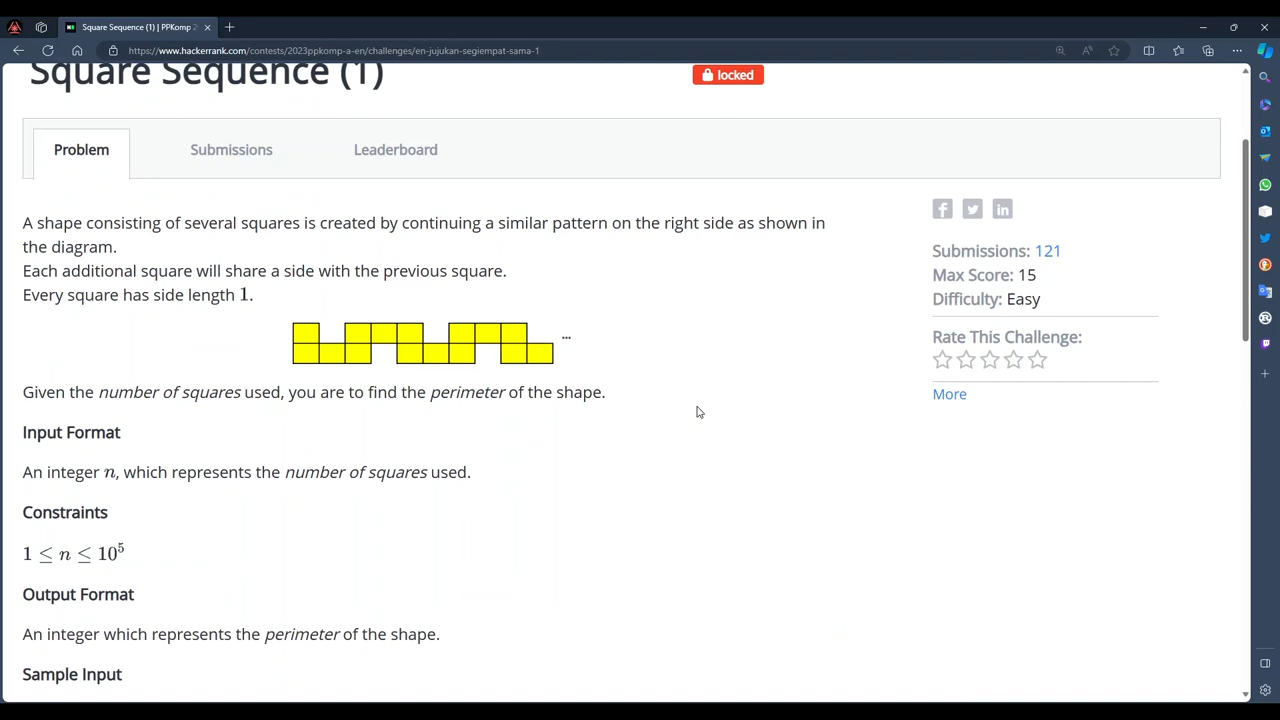 Square Sequence (1) | PPKomp 2
https://www.hackerrank.com/contests/2023ppkomp-a-en/challenges/en-jujukan-segiempat-sama-1
Square Sequence (1)
locked
Problem
Submissions
Leaderboard
A shape consisting of several squares is created by continuing a similar pattern on the right side as shown in
the diagram.
Each additional square will share a side with the previous square.
Every square has side length 1.
...
Given the number of squares used, you are to find the perimeter of the shape.
Input Format
An integer n, which represents the number of squares used.
Constraints
1 ≤ n ≤ 10⁵
Output Format
An integer which represents the perimeter of the shape.
Sample Input
Submissions: 121
Max Score: 15
Difficulty: Easy
Rate This Challenge:
More